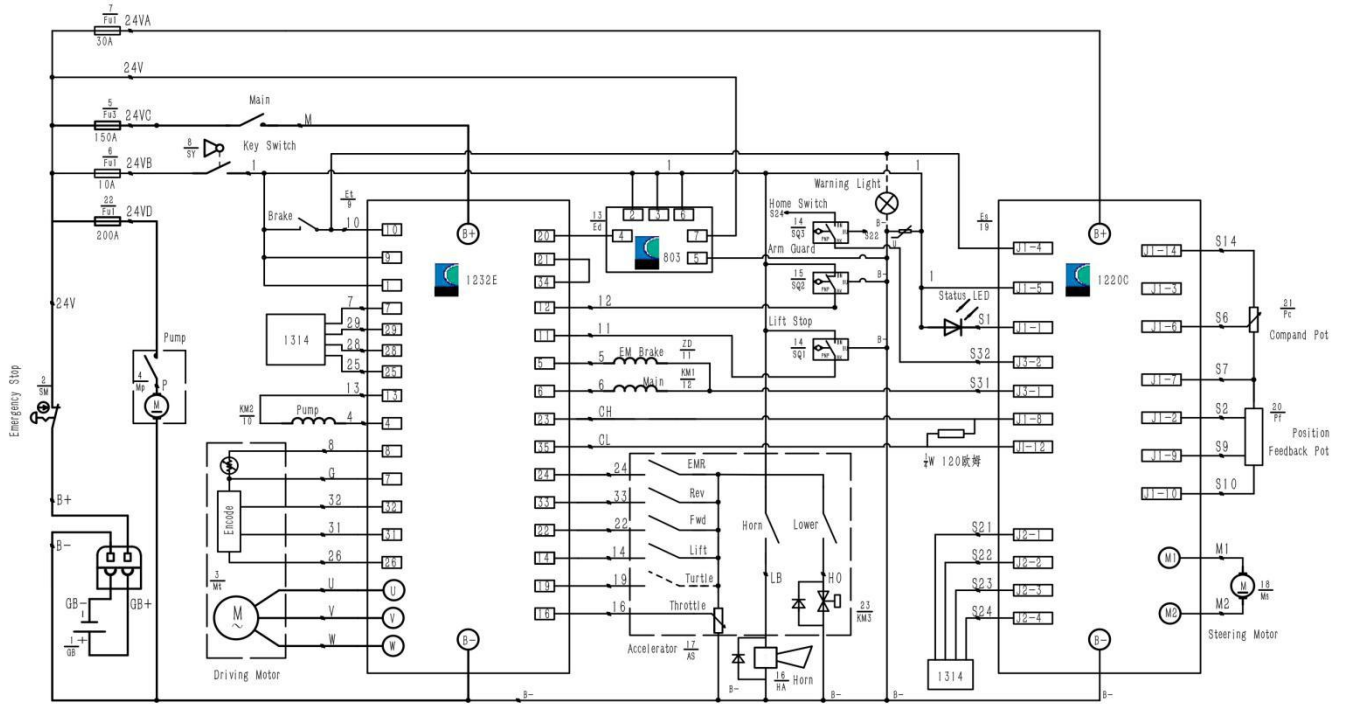 7
Fu1
24VA
30A
24V
5
Fu3
24VC
150A
Main
M
6
Fu1
24VB
10A
8
SY
Key Switch
1
1
1
22
Fu1
24VD
200A
Brake
10
Et
9
10
9
1
B+
1232E
20
21
34
12
11
5
6
23
35
24
33
22
14
19
16
13
Ed
2
3
6
4
7
803
5
Warning Light
Home Switch
S24
14
SQ3
S22
B-
U
Arm Guard
15
SQ2
B-
Lift Stop
14
SQ1
B-
PNP
PNP
PNP
Es
19
B+
1220C
J1-4
J1-5
J1-1
J3-2
J3-1
J1-8
J1-12
J2-1
J2-2
J2-3
J2-4
J1-14
J1-3
J1-6
J1-7
J1-2
J1-9
J1-10
M1
M2
B-
1
Status LED
S1
S32
S31
S14
S6
21
Pc
Compand Pot
S7
S2
S9
S10
20
Pf
Position
Feedback Pot
24V
7
29
28
25
1314
7
29
28
25
13
13
4
4
KM2
10
Pump
12
11
5
EM Brake
ZD
11
6
Main
KM1
12
CH
CL
120欧姆
Pump
4
Mp
P
M
2
SM
Emergency Stop
B+
B-
GB-
GB+
1
GB
8
G
32
31
26
U
V
W
8
7
32
31
26
U
V
W
B-
Encode
3
Mt
M
Driving Motor
24
EMR
33
Rev
22
Fwd
14
Lift
19
Turtle
16
Throttle
Horn
LB
Lower
HO
23
KM3
Accelerator
17
AS
16
HA
Horn
B-
B-
B-
B-
B-
S21
S22
S23
S24
1314
M1
M2
M
18
Steering Motor